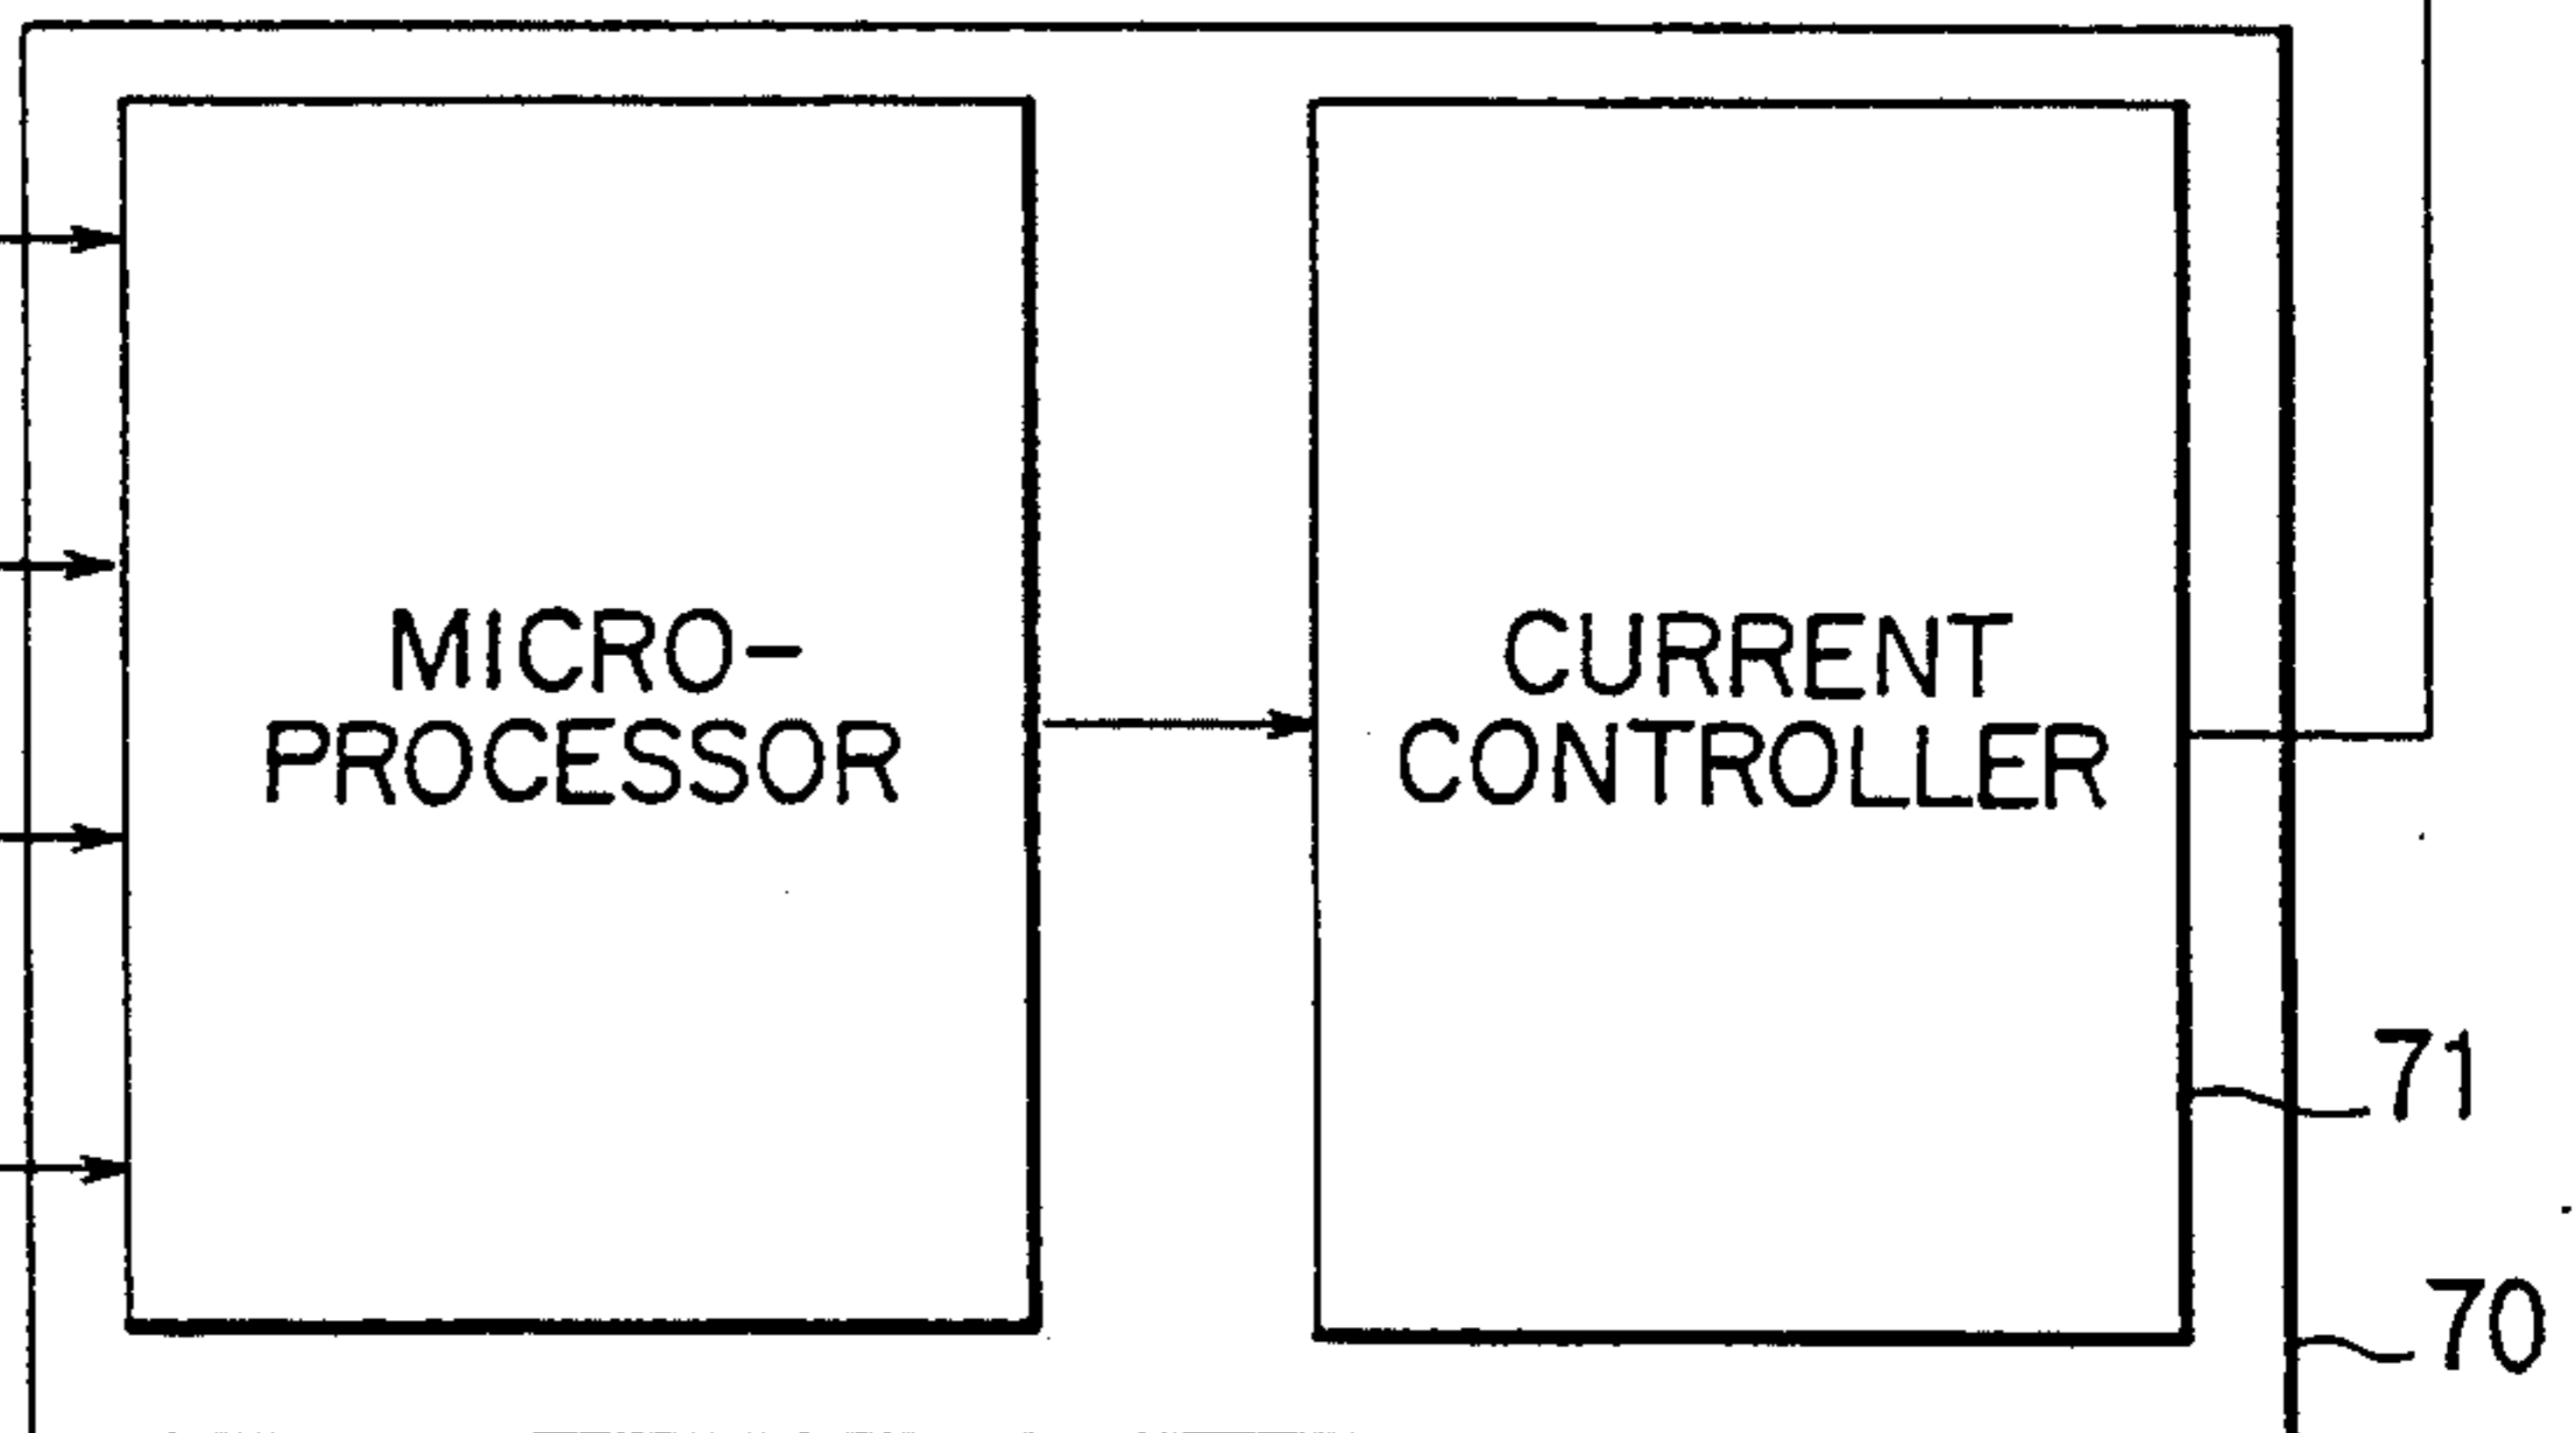 MICRO-
PROCESSOR
CURRENT
CONTROLLER
71
70